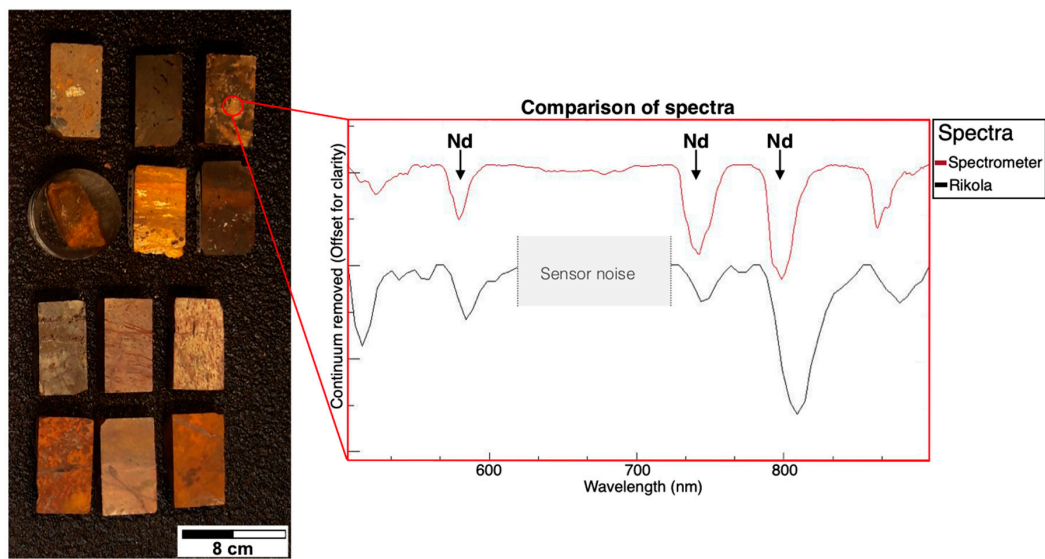 Comparison of spectra
Nd
Nd
Nd
Spectra
Spectrometer
Rikola
Sensor noise
Continuum removed (Offset for clarity)
600
700
800
Wavelength (nm)
8 cm